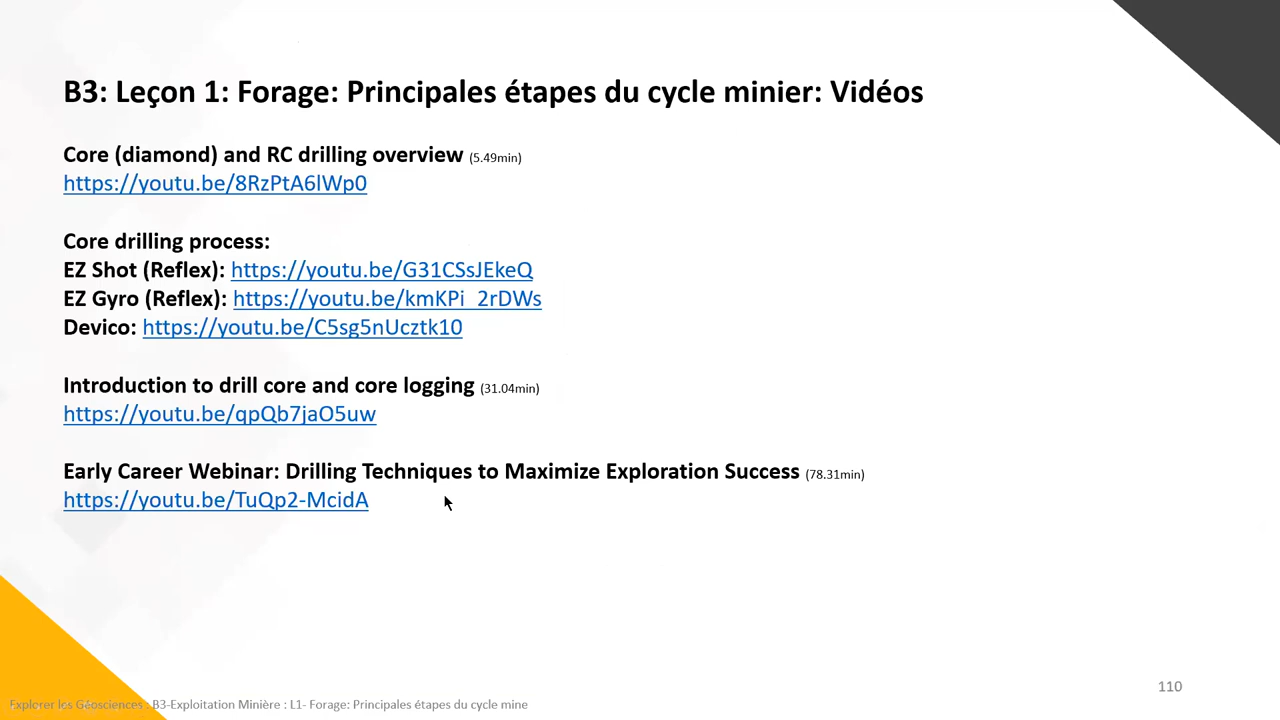 B3: Leçon 1: Forage: Principales étapes du cycle minier: Vidéos
Core (diamond) and RC drilling overview (5.49min)
https://youtu.be/8RzPtA6lWp0
Core drilling process:
EZ Shot (Reflex): https://youtu.be/G31CSsJEkeQ
EZ Gyro (Reflex): https://youtu.be/kmKPi_2rDWs
Devico: https://youtu.be/C5sg5nUcztk10
Introduction to drill core and core logging (31.04min)
https://youtu.be/qpQb7jaO5uw
Early Career Webinar: Drilling Techniques to Maximize Exploration Success (78.31min)
https://youtu.be/TuQp2-McidA
110
Explorer les Géosciences : B3-Exploitation Minière : L1- Forage: Principales étapes du cycle mine